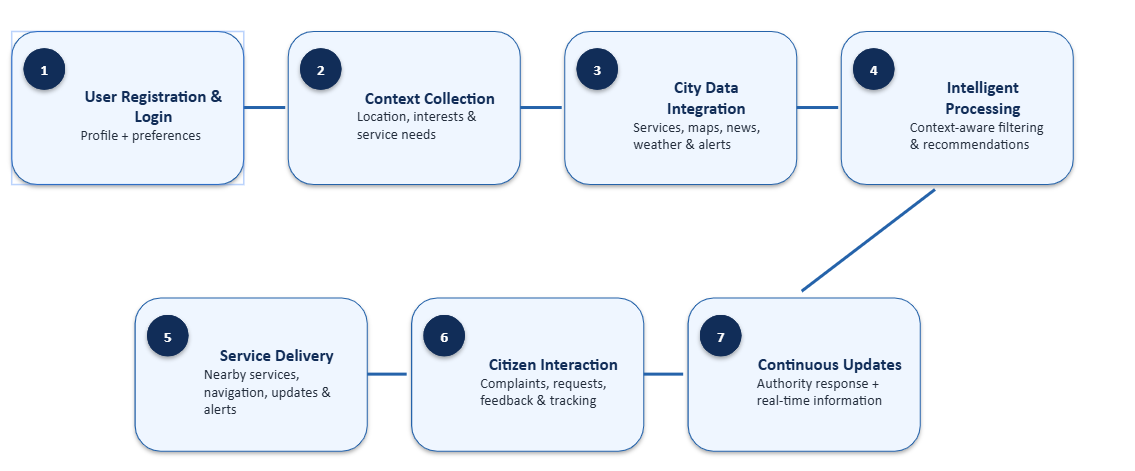 1
User Registration &
Login
Profile + preferences
2
Context Collection
Location, interests &
service needs
3
City Data
Integration
Services, maps, news,
weather & alerts
4
Intelligent
Processing
Context-aware filtering
& recommendations
5
Service Delivery
Nearby services,
navigation, updates &
alerts
6
Citizen Interaction
Complaints, requests,
feedback & tracking
7
Continuous Updates
Authority response +
real-time information